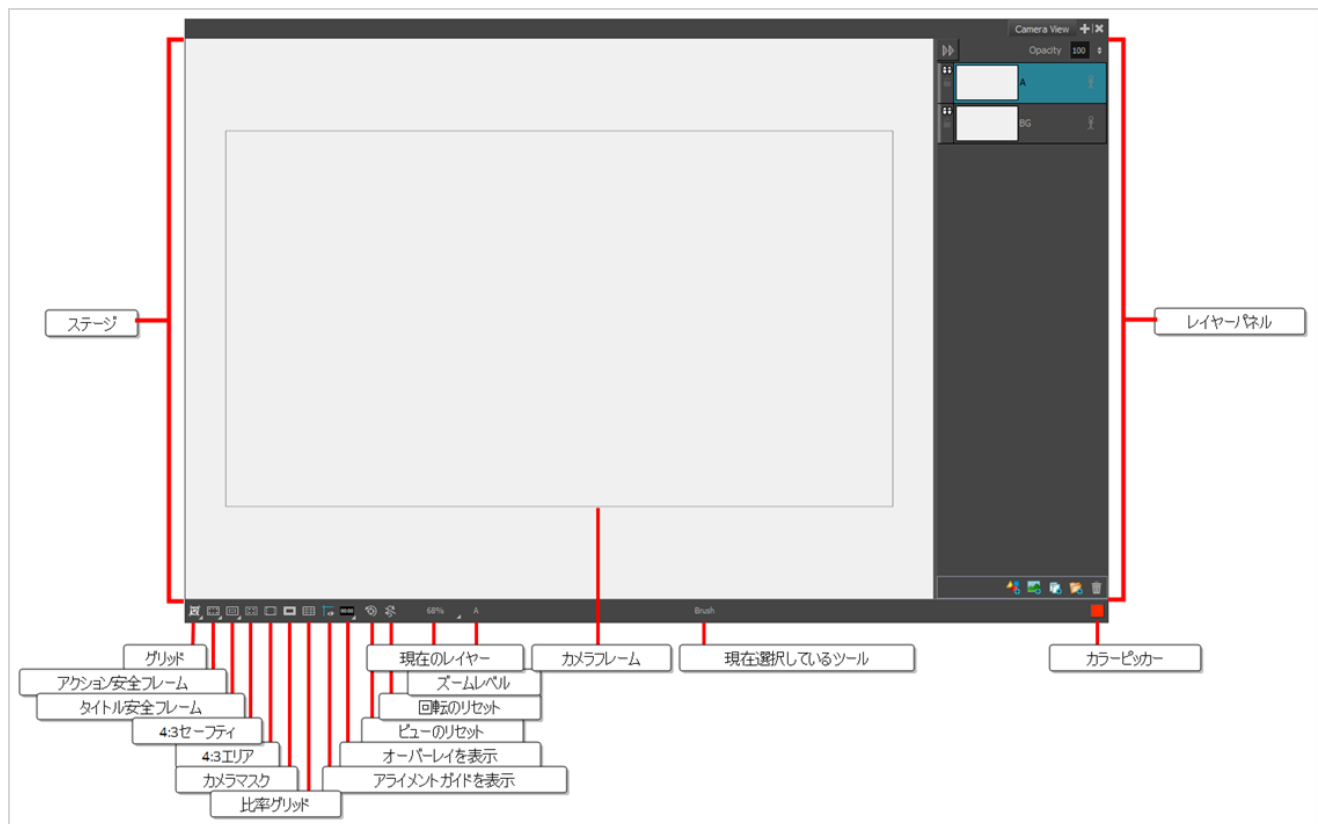 Camera View
Opacity 100
A
BG
ステージ
レイヤーパネル
68%
A
Brush
グリッド
現在のレイヤー
カメラフレーム
現在選択しているツール
カラーピッカー
アクション安全フレーム
ズームレベル
タイトル安全フレーム
回転のリセット
4:3セーフティ
ビューのリセット
4:3エリア
オーバーレイを表示
カメラマスク
アライメントガイドを表示
比率グリッド